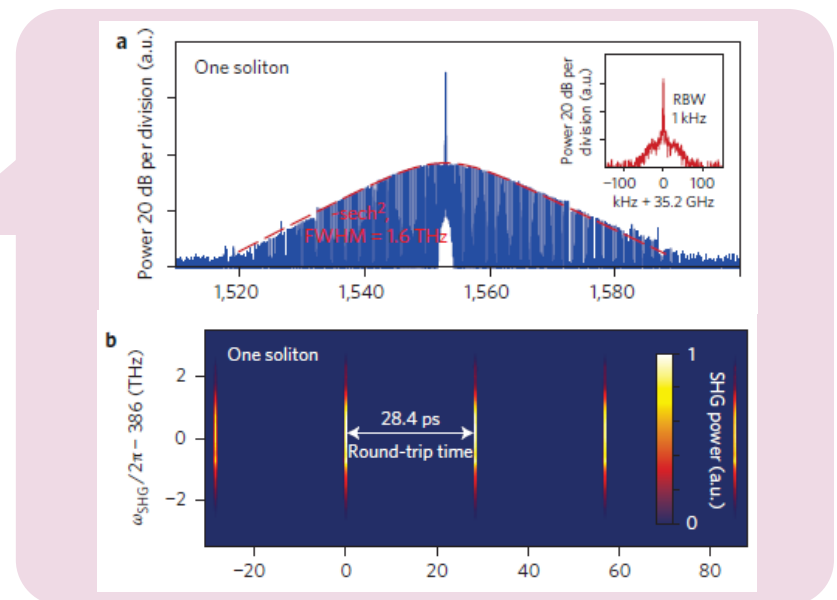 a
Power 20 dB per division (a.u.)
One soliton
~sech²,
FWHM = 1.6 THz
1,520
1,540
1,560
1,580
Power 20 dB per
division (a.u.)
RBW
1 kHz
−100
0
100
kHz + 35.2 GHz
b
ωSHG/2π − 386 (THz)
2
0
−2
One soliton
28.4 ps
Round-trip time
1
SHG power (a.u.)
0
−20
0
20
40
60
80